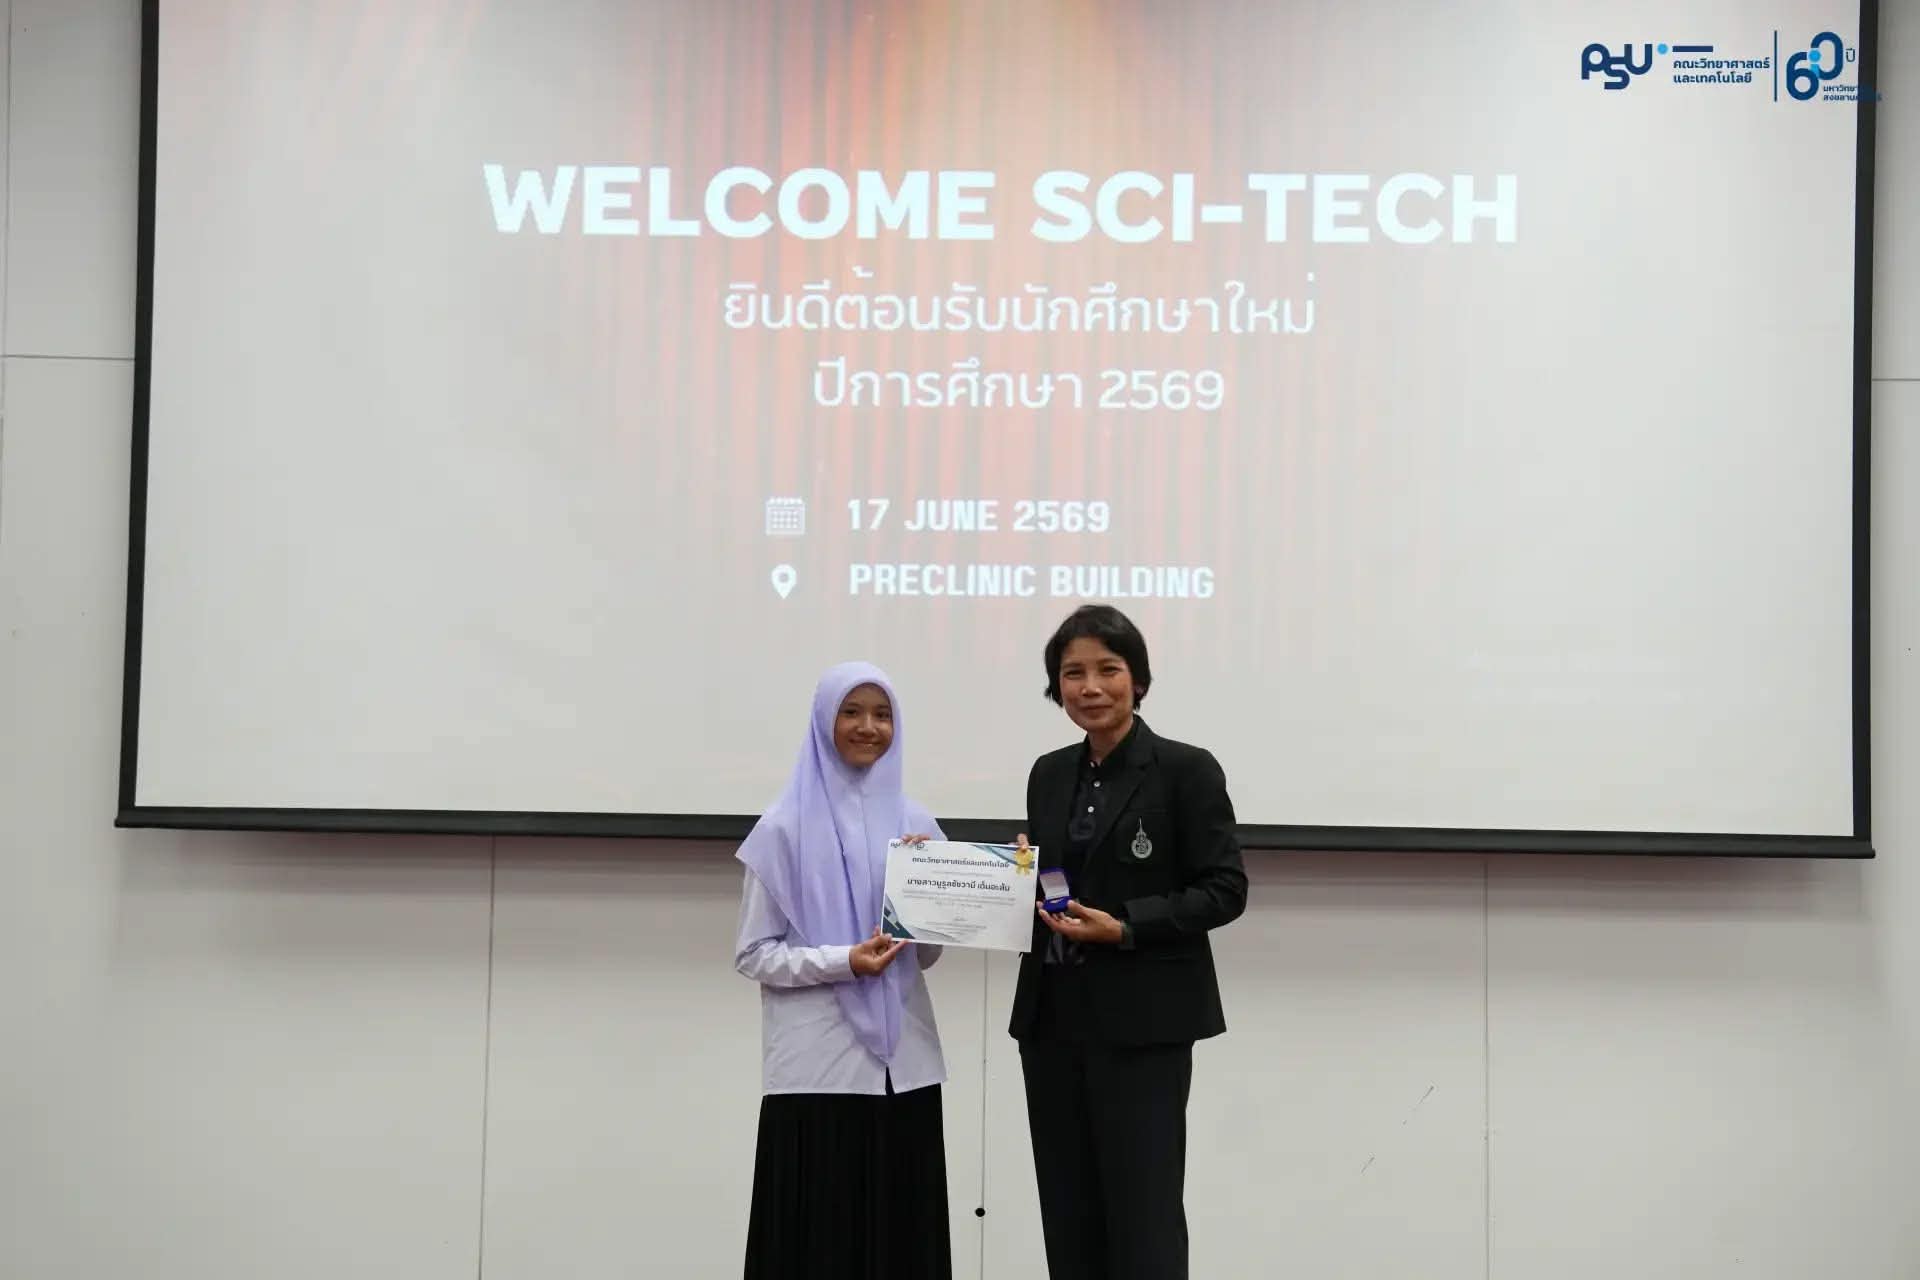 PSU
คณะวิทยาศาสตร์
และเทคโนโลยี
60 ปี
WELCOME SCI-TECH
ยินดีต้อนรับนักศึกษาใหม่
ปีการศึกษา 2569
17 JUNE 2569
PRECLINIC BUILDING
คณะวิทยาศาสตร์และเทคโนโลยี